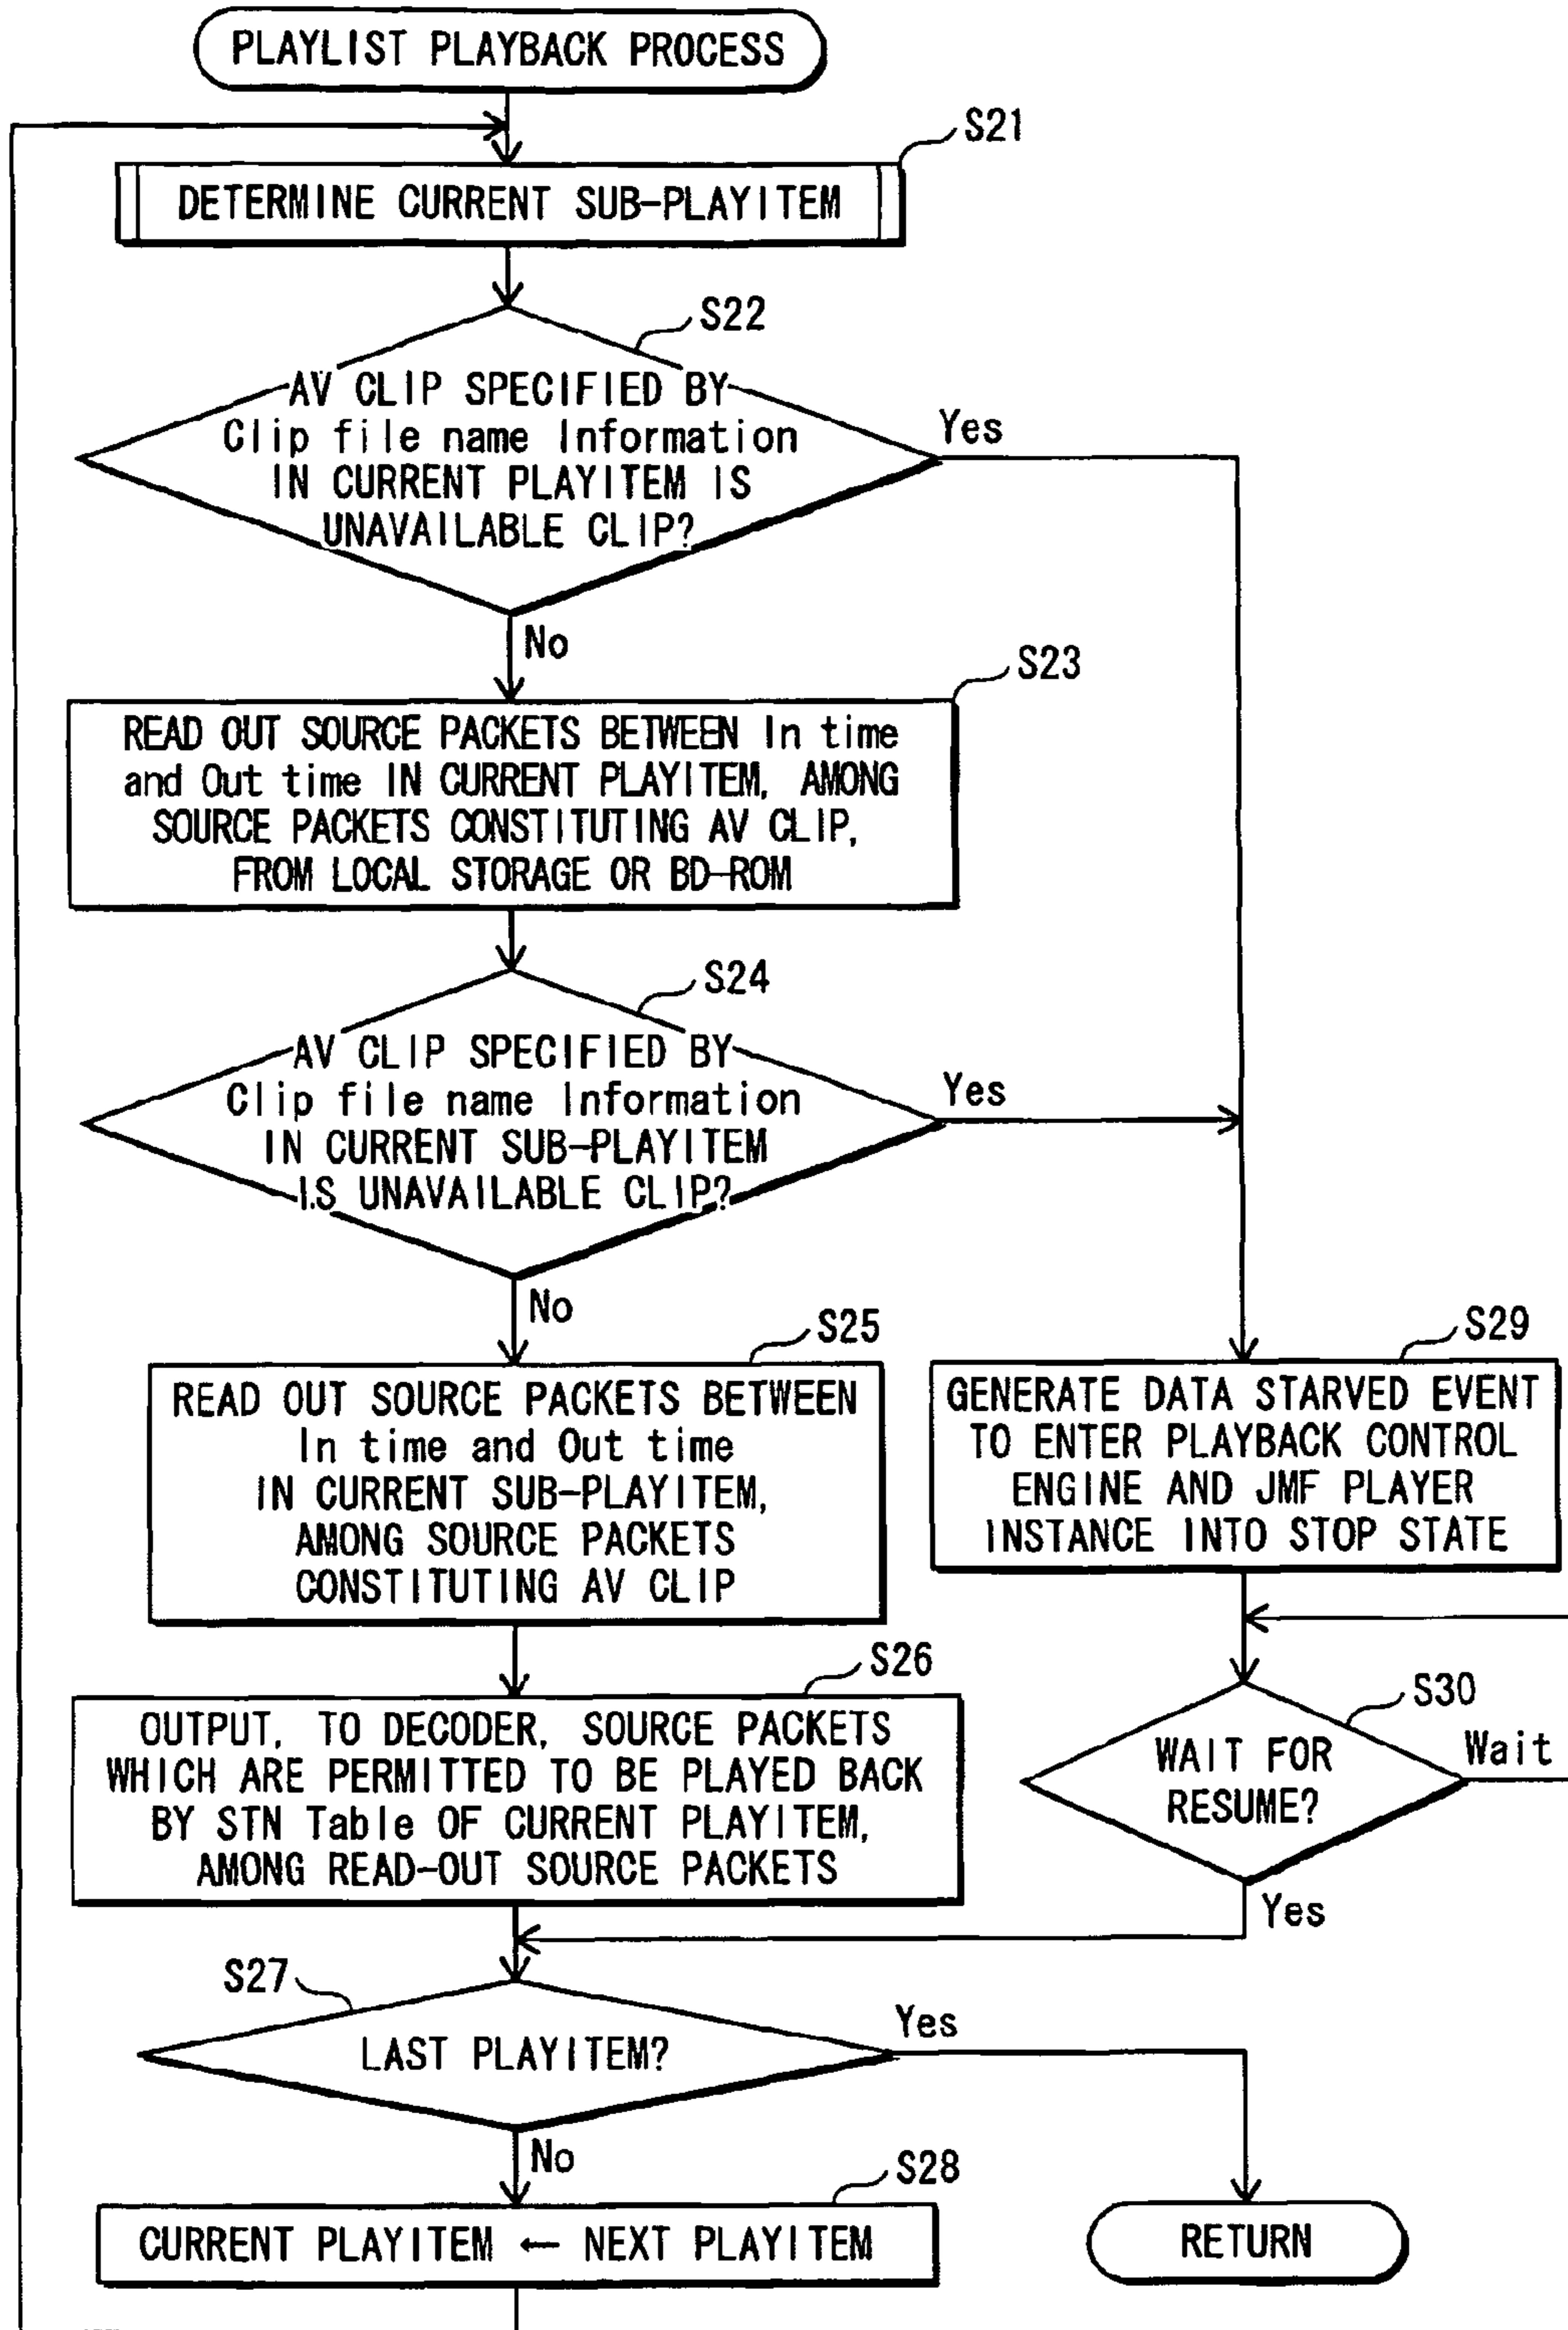 PLAYLIST PLAYBACK PROCESS
S21
DETERMINE CURRENT SUB-PLAYITEM
S22
AV CLIP SPECIFIED BY
Clip file name Information
IN CURRENT PLAYITEM IS
UNAVAILABLE CLIP?
Yes
No
S23
READ OUT SOURCE PACKETS BETWEEN In time
and Out time IN CURRENT PLAYITEM, AMONG
SOURCE PACKETS CONSTITUTING AV CLIP,
FROM LOCAL STORAGE OR BD-ROM
S24
AV CLIP SPECIFIED BY
Clip file name Information
IN CURRENT SUB-PLAYITEM
IS UNAVAILABLE CLIP?
Yes
No
S25
READ OUT SOURCE PACKETS BETWEEN
In time and Out time
IN CURRENT SUB-PLAYITEM,
AMONG SOURCE PACKETS
CONSTITUTING AV CLIP
S29
GENERATE DATA STARVED EVENT
TO ENTER PLAYBACK CONTROL
ENGINE AND JMF PLAYER
INSTANCE INTO STOP STATE
S26
OUTPUT, TO DECODER, SOURCE PACKETS
WHICH ARE PERMITTED TO BE PLAYED BACK
BY STN Table OF CURRENT PLAYITEM,
AMONG READ-OUT SOURCE PACKETS
S30
WAIT FOR
RESUME?
Wait
Yes
S27
LAST PLAYITEM?
Yes
No
S28
CURRENT PLAYITEM ← NEXT PLAYITEM
RETURN